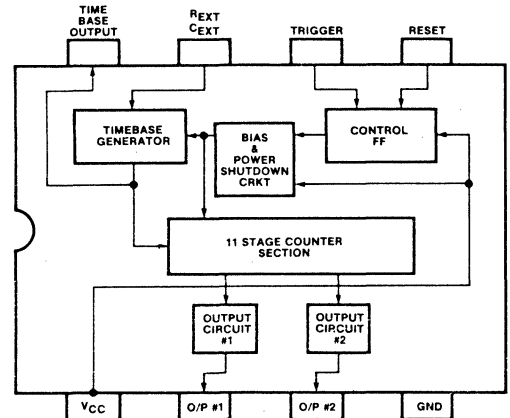 TIME
BASE
OUTPUT
REXT
CEXT
TRIGGER
RESET
TIMEBASE
GENERATOR
BIAS
&
POWER
SHUTDOWN
CRKT
CONTROL
FF
11 STAGE COUNTER
SECTION
OUTPUT
CIRCUIT
#1
OUTPUT
CIRCUIT
#2
VCC
O/P #1
O/P #2
GND